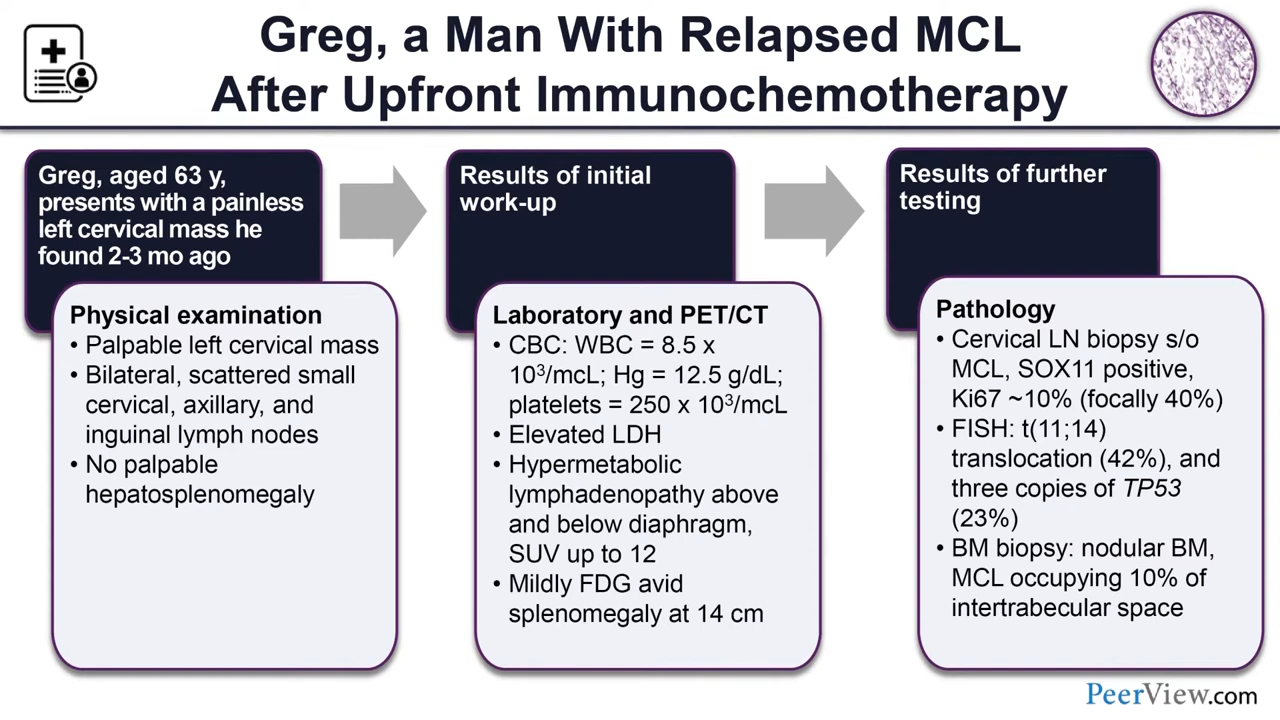 Greg, a Man With Relapsed MCL
After Upfront Immunochemotherapy
Greg, aged 63 y,
presents with a painless
left cervical mass he
found 2-3 mo ago
Physical examination
• Palpable left cervical mass
• Bilateral, scattered small
cervical, axillary, and
inguinal lymph nodes
• No palpable
hepatosplenomegaly
Results of initial
work-up
Laboratory and PET/CT
• CBC: WBC = 8.5 x
10³/mcL; Hg = 12.5 g/dL;
platelets = 250 x 10³/mcL
• Elevated LDH
• Hypermetabolic
lymphadenopathy above
and below diaphragm,
SUV up to 12
• Mildly FDG avid
splenomegaly at 14 cm
Results of further
testing
Pathology
• Cervical LN biopsy s/o
MCL, SOX11 positive,
Ki67 ~10% (focally 40%)
• FISH: t(11;14)
translocation (42%), and
three copies of TP53
(23%)
• BM biopsy: nodular BM,
MCL occupying 10% of
intertrabecular space
PeerView.com